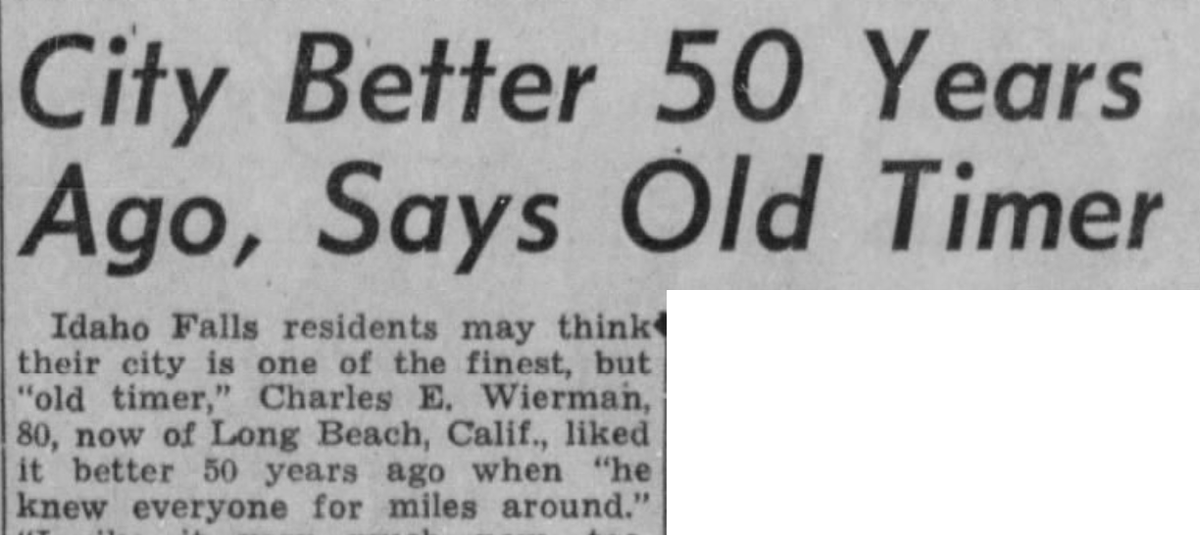 City Better 50 Years
Ago, Says Old Timer
Idaho Falls residents may think
their city is one of the finest, but
"old timer," Charles E. Wierman,
80, now of Long Beach, Calif., liked
it better 50 years ago when "he
knew everyone for miles around."